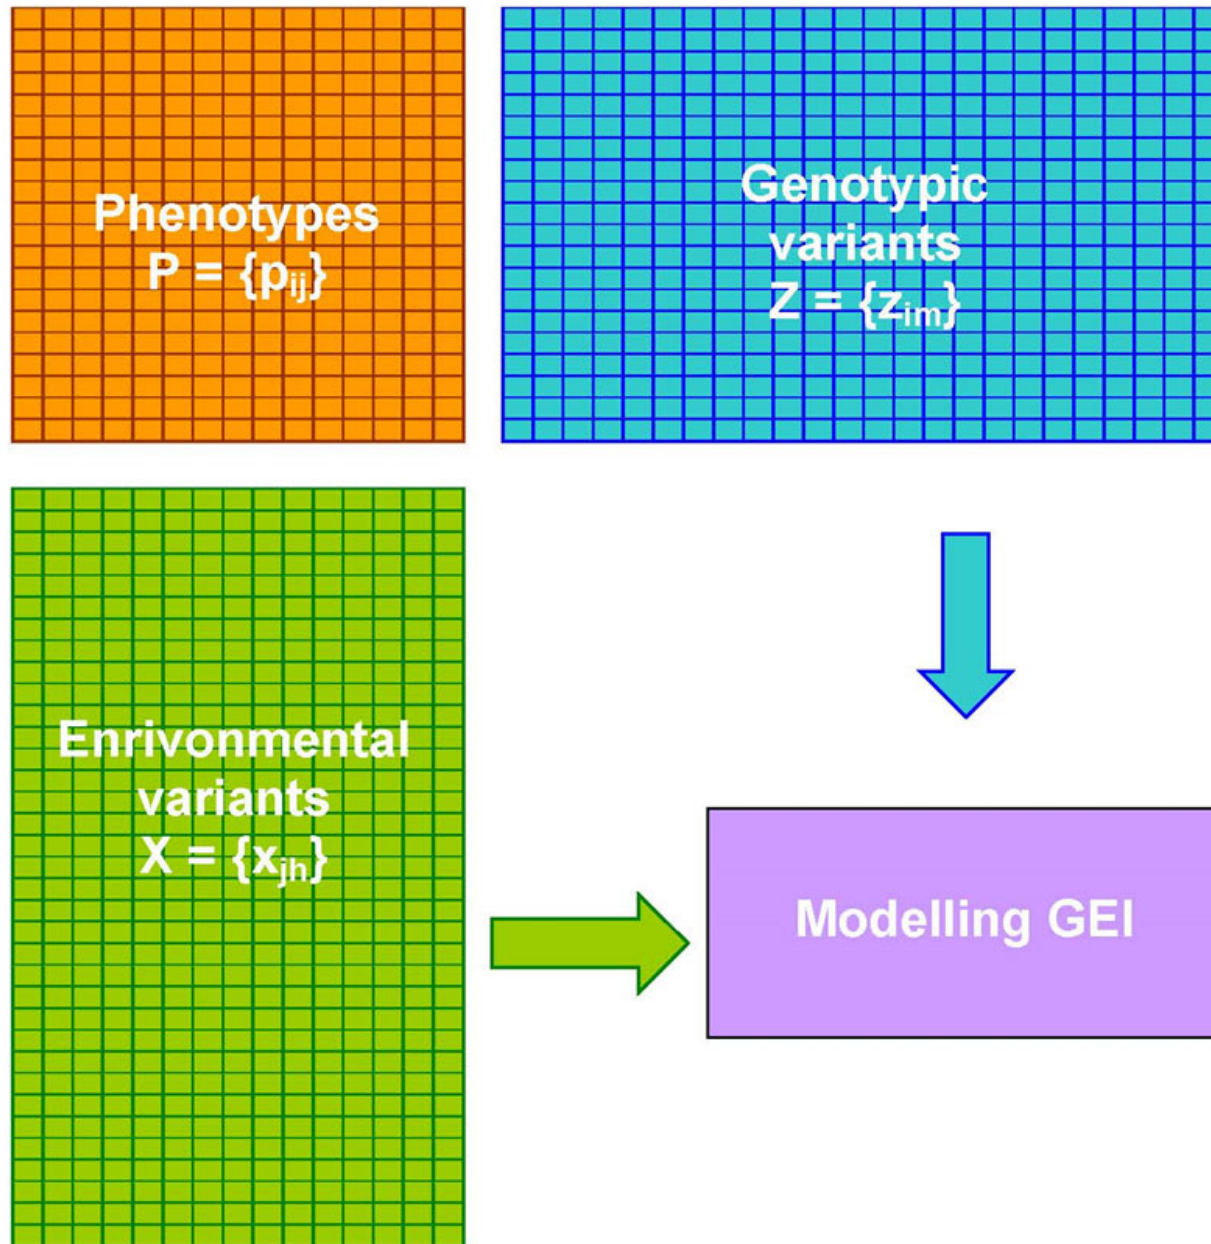 Phenotypes
P = {pij}
Genotypic
variants
Z = {zim}
Enrivonmental
variants
X = {xjh}
Modelling GEI